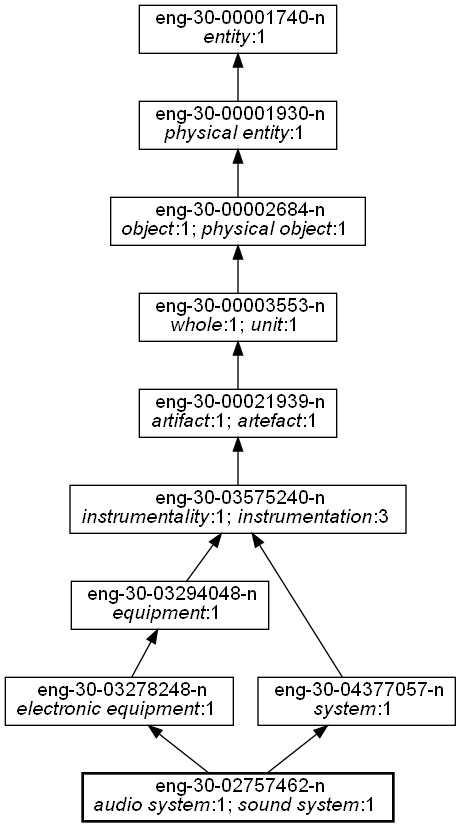 eng-30-00001740-n
entity:1
eng-30-00001930-n
physical entity:1
eng-30-00002684-n
object:1; physical object:1
eng-30-00003553-n
whole:1; unit:1
eng-30-00021939-n
artifact:1; artefact:1
eng-30-03575240-n
instrumentality:1; instrumentation:3
eng-30-03294048-n
equipment:1
eng-30-03278248-n
electronic equipment:1
eng-30-04377057-n
system:1
eng-30-02757462-n
audio system:1; sound system:1